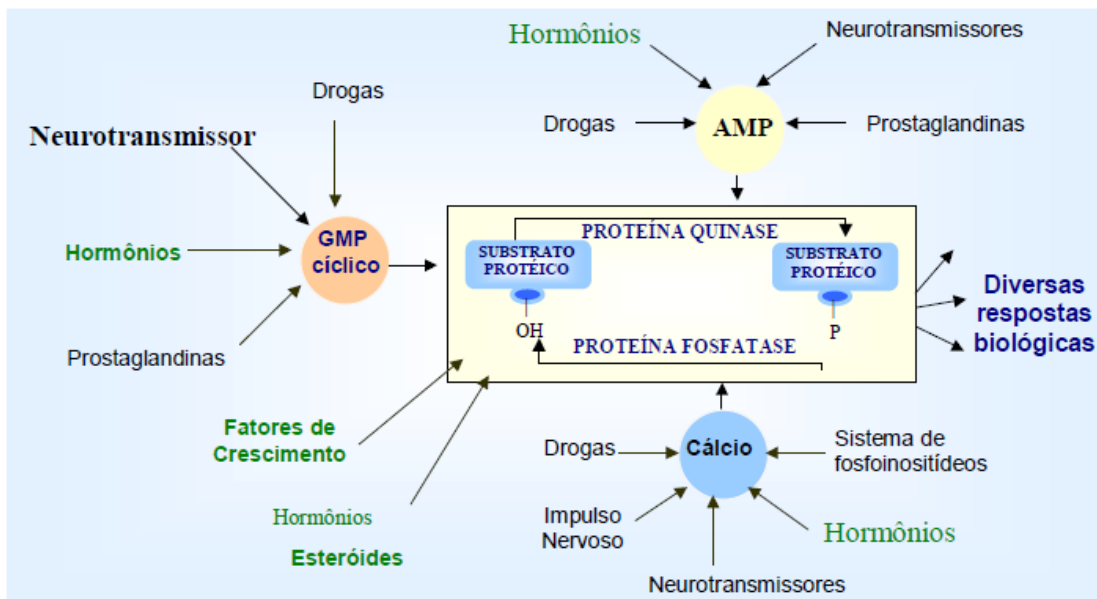 Hormônios
Neurotransmissores
Drogas
Neurotransmissor
Drogas
AMP
Prostaglandinas
Hormônios
GMP
cíclico
Prostaglandinas
PROTEÍNA QUINASE
SUBSTRATO
PROTÉICO
SUBSTRATO
PROTÉICO
OH
P
PROTEÍNA FOSFATASE
Diversas
respostas
biológicas
Fatores de
Crescimento
Hormônios
Esteróides
Drogas
Cálcio
Sistema de
fosfoinositídeos
Impulso
Nervoso
Hormônios
Neurotransmissores